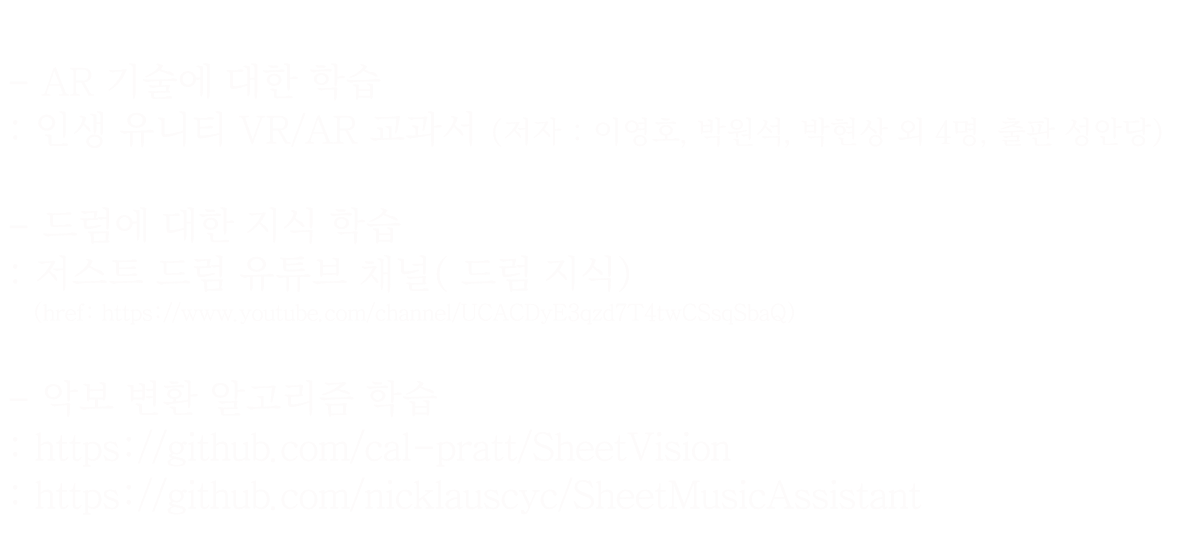 - AR 기술에 대한 학습
: 인생 유니티 VR/AR 교과서 (저자 : 이영호, 박원석, 박현상 외 4명, 출판 성안당)
- 드럼에 대한 지식 학습
: 저스트 드럼 유튜브 채널( 드럼 지식)
- 악보 변환 알고리즘 학습
: https://github.com/cal-pratt/SheetVision
: https://github.com/nicklauscyc/SheetMusicAssistant